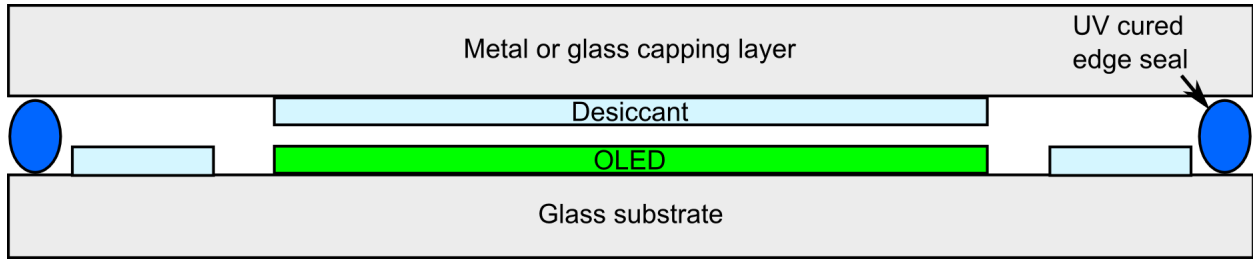 UV cured
edge seal
Metal or glass capping layer
Desiccant
OLED
Glass substrate